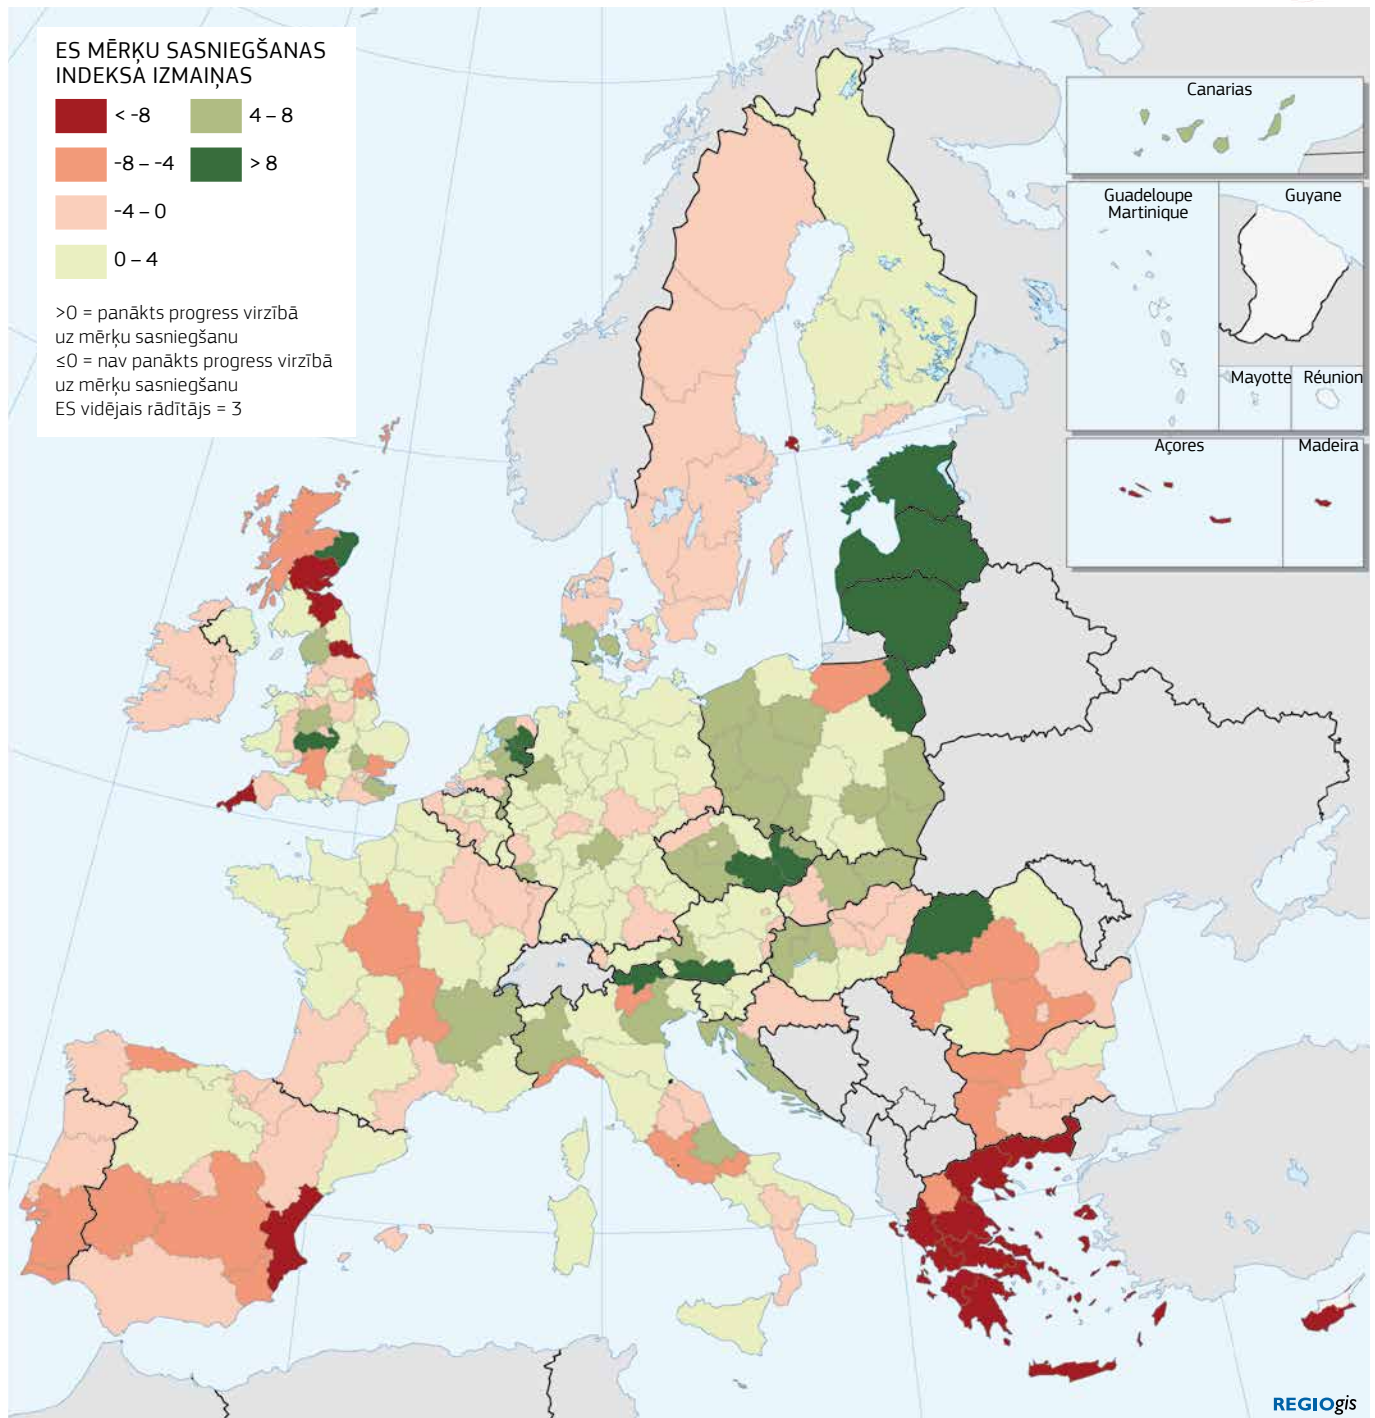 ES MĒRĶU SASNIEGŠANAS
INDEKSA IZMAIŅAS
< -8
4 – 8
-8 – -4
> 8
-4 – 0
0 – 4
>0 = panākts progress virzībā
uz mērķu sasniegšanu
≤0 = nav panākts progress virzībā
uz mērķu sasniegšanu
ES vidējais rādītājs = 3
Canarias
Guadeloupe
Martinique
Guyane
Mayotte
Réunion
Açores
Madeira
REGIOgis